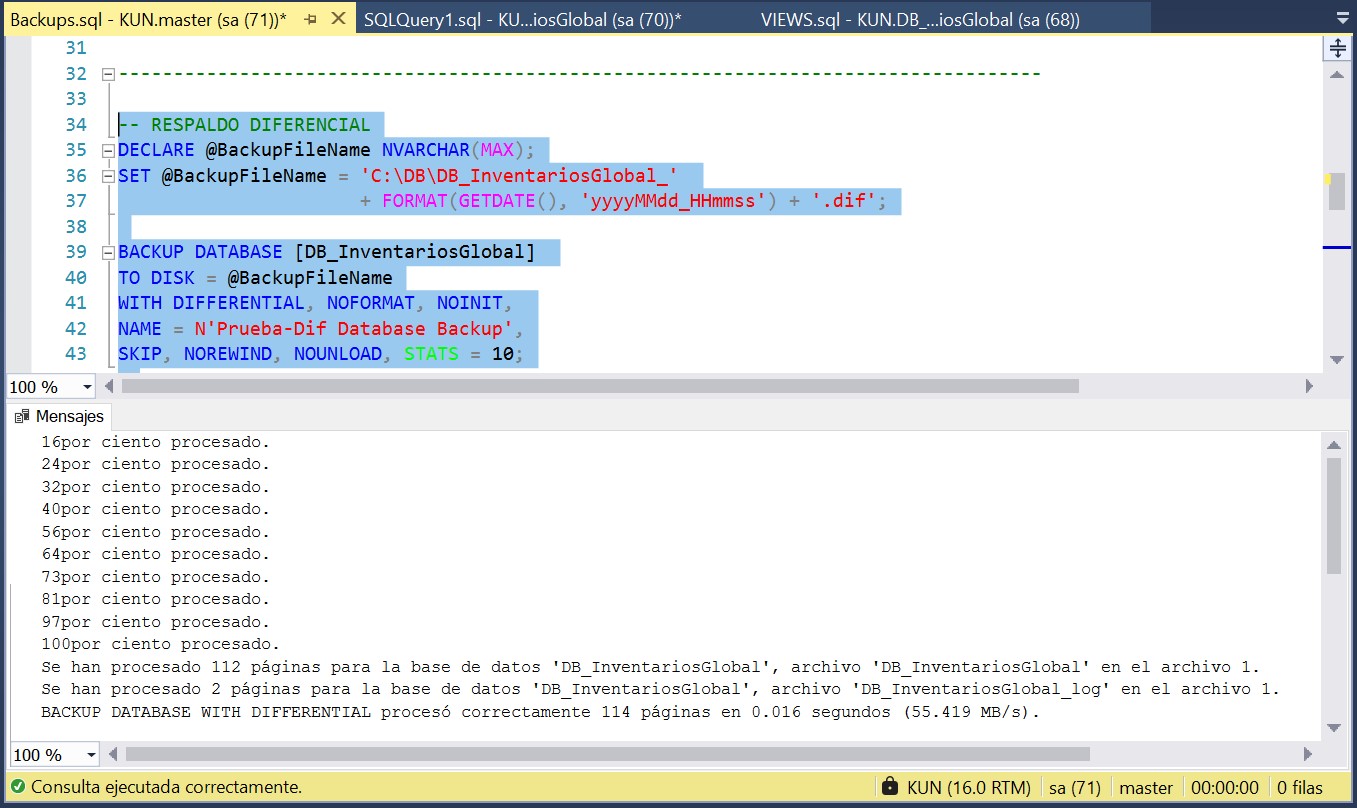 Backups.sql - KUN.master (sa (71))* SQLQuery1.sql - KU...iosGlobal (sa (70))* VIEWS.sql - KUN.DB_...iosGlobal (sa (68))
31
32 -------------------------------------------------------------------------------------
33
34 -- RESPALDO DIFERENCIAL
35 DECLARE @BackupFileName NVARCHAR(MAX);
36 SET @BackupFileName = 'C:\DB\DB_InventariosGlobal_'
37 + FORMAT(GETDATE(), 'yyyyMMdd_HHmmss') + '.dif';
38
39 BACKUP DATABASE [DB_InventariosGlobal]
40 TO DISK = @BackupFileName
41 WITH DIFFERENTIAL, NOFORMAT, NOINIT,
42 NAME = N'Prueba-Dif Database Backup',
43 SKIP, NOREWIND, NOUNLOAD, STATS = 10;
100 %
Mensajes
16por ciento procesado.
24por ciento procesado.
32por ciento procesado.
40por ciento procesado.
56por ciento procesado.
64por ciento procesado.
73por ciento procesado.
81por ciento procesado.
97por ciento procesado.
100por ciento procesado.
Se han procesado 112 páginas para la base de datos 'DB_InventariosGlobal', archivo 'DB_InventariosGlobal' en el archivo 1.
Se han procesado 2 páginas para la base de datos 'DB_InventariosGlobal', archivo 'DB_InventariosGlobal_log' en el archivo 1.
BACKUP DATABASE WITH DIFFERENTIAL procesó correctamente 114 páginas en 0.016 segundos (55.419 MB/s).
100 %
Consulta ejecutada correctamente. KUN (16.0 RTM) sa (71) master 00:00:00 0 filas